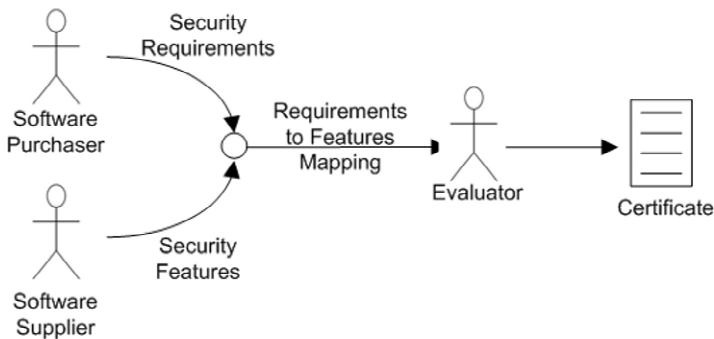 Security
Requirements
Software
Purchaser
Requirements
to Features
Mapping
Evaluator
Certificate
Security
Features
Software
Supplier